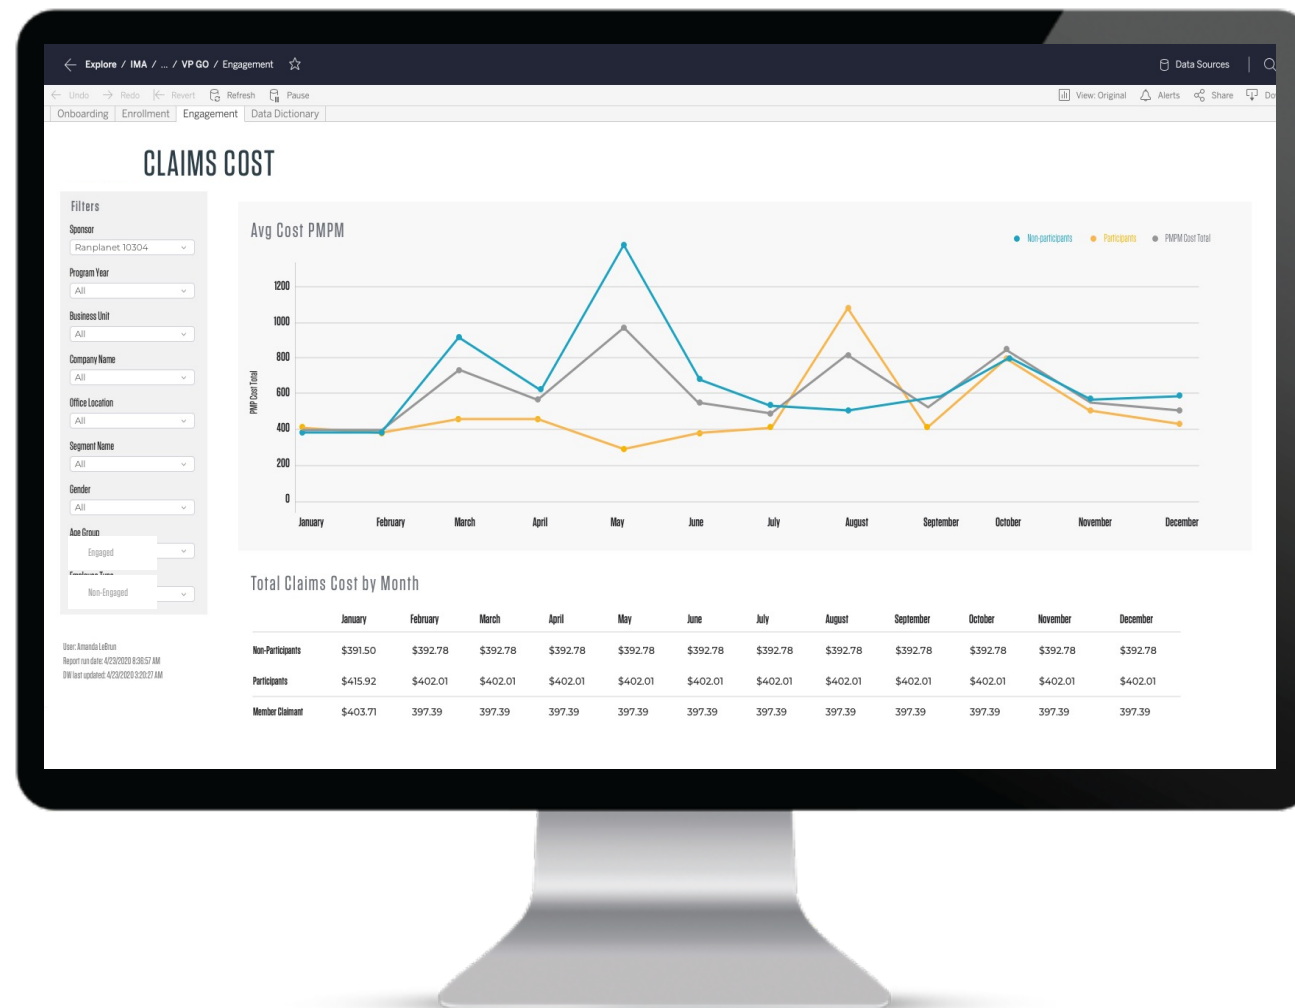 Explore / IMA / ... / VP GO / Engagement
Data Sources
Undo Redo Revert Refresh Pause
View: Original Alerts Share Do
Onboarding Enrollment Engagement Data Dictionary
CLAIMS COST
Filters
Sponsor
Ranplanet 10304
Program Year
All
Business Unit
All
Company Name
All
Office Location
All
Segment Name
All
Gender
All
Age Group
Engaged
Employee Type
Non-Engaged
User: Amanda LeBrun
Report run date: 4/23/2020 8:36:57 AM
DW last updated: 4/23/2020 3:20:27 AM
Avg Cost PMPM
Non-participants Participants PMPM Cost Total
PMP Cost Total
1200
1000
800
600
400
200
0
January February March April May June July August September October November December
Total Claims Cost by Month
January February March April May June July August September October November December
Non-Participants $391.50 $392.78 $392.78 $392.78 $392.78 $392.78 $392.78 $392.78 $392.78 $392.78 $392.78 $392.78
Participants $415.92 $402.01 $402.01 $402.01 $402.01 $402.01 $402.01 $402.01 $402.01 $402.01 $402.01 $402.01
Member Claimant $403.71 397.39 397.39 397.39 397.39 397.39 397.39 397.39 397.39 397.39 397.39 397.39